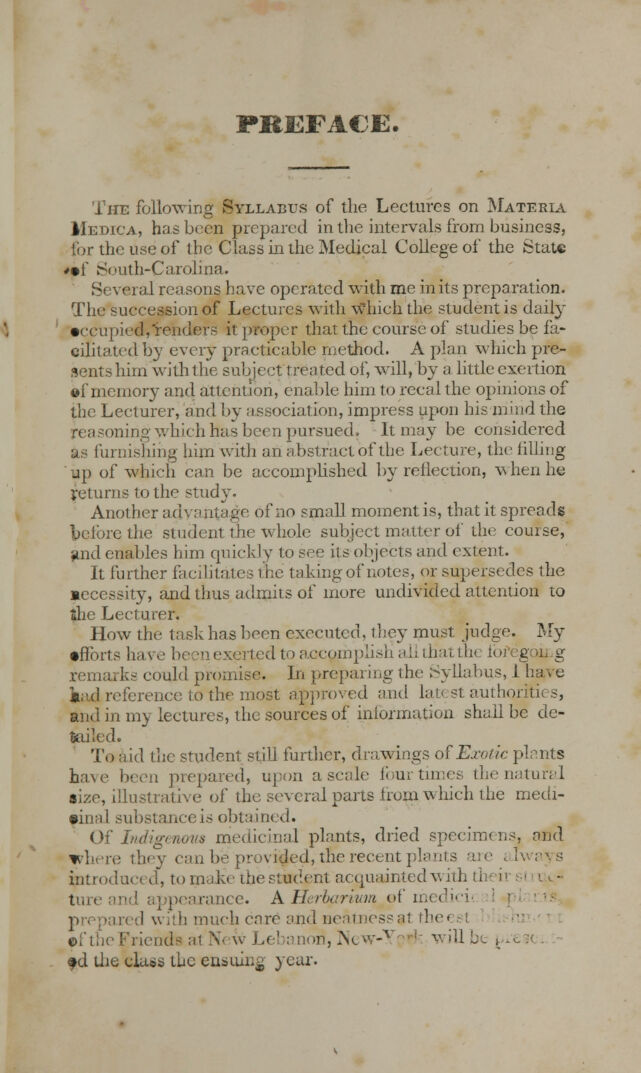 PREFACE.
THE following SYLLABUS of the Lectures on MATERIA
MEDICA, has been prepared in the intervals from business,
for the use of the Class in the Medical College of the State
of South-Carolina.
Several reasons have operated with me in its preparation.
The succession of Lectures with which the student is daily
occupied, renders it proper that the course of studies be fa-
cilitated by every practicable method. A plan which pre-
sents him with the subject treated of, will, by a little exertion
of memory and attention, enable him to recal the opinions of
the Lecturer, and by association, impress upon his mind the
reasoning which has been pursued. It may be considered
as furnishing him with an abstract of the Lecture, the filling
up of which can be accomplished by reflection, when he
returns to the study.
Another advantage of no small moment is, that it spreads
before the student the whole subject matter of the course,
and enables him quickly to see its objects and extent.
It further facilitates the taking of notes, or supersedes the
necessity, and thus admits of more undivided attention to
the Lecturer.
How the task has been executed, they must judge. My
efforts have been exerted to accomplish all that the foregoing
remarks could promise. In preparing the Syllabus, I have
had reference to the most approved and latest authorities,
and in my lectures, the sources of information shall be de-
tailed.
To aid the student still further, drawings of Exotic plants
have been prepared, upon a scale four times the natural
size, illustrative of the several parts from which the medi-
cinal substance is obtained.
Of Indigenous medicinal plants, dried specimens, and
where they can be provided, the recent plants are always
introduced, to make the student acquainted with their struc-
ture and appearance. A Herbarium of medicinal plants,
prepared with much care and neatness at the
of the Friends at New Lebanon, New-York will be
ed the class the ensuing year.